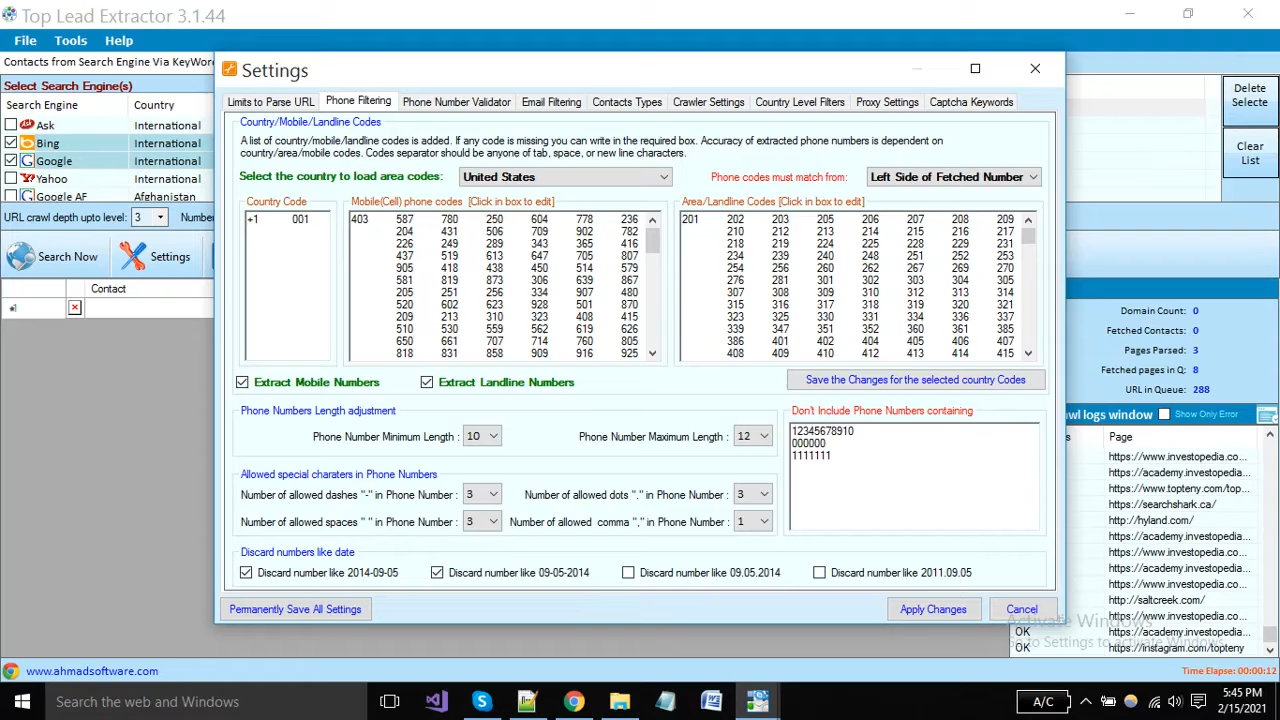 Top Lead Extractor 3.1.44
File Tools Help
Contacts from Search Engine Via KeyWor
Select Search Engine(s)
Search Engine Country
Ask International
Bing International
Google International
Yahoo International
Google AF Afghanistan
URL crawl depth upto level: 3 Number
Search Now Settings
Contact
Settings
Limits to Parse URL Phone Filtering Phone Number Validator Email Filtering Contacts Types Crawler Settings Country Level Filters Proxy Settings Captcha Keywords
Country/Mobile/Landline Codes
A list of country/mobile/landline codes is added. If any code is missing you can write in the required box. Accuracy of extracted phone numbers is dependent on
country/area/mobile codes. Codes separator should be anyone of tab, space, or new line characters.
Select the country to load area codes: United States Phone codes must match from: Left Side of Fetched Number
Country Code
+1 001
Mobile(Cell) phone codes [Click in box to edit]
403 587 780 250 604 778 236
204 431 506 709 902 782
226 249 289 343 365 416
437 519 613 647 705 807
905 418 438 450 514 579
581 819 873 306 639 867
205 251 256 334 907 480
520 602 623 928 501 870
209 213 310 323 408 415
510 530 559 562 619 626
650 661 707 714 760 805
818 831 858 909 916 925
Area/Landline Codes [Click in box to edit]
201 202 203 205 206 207 208 209
210 212 213 214 215 216 217
218 219 224 225 228 229 231
234 239 240 248 251 252 253
254 256 260 262 267 269 270
276 281 301 302 303 304 305
307 308 309 310 312 313 314
315 316 317 318 319 320 321
323 325 330 331 334 336 337
339 347 351 352 360 361 385
386 401 402 404 405 406 407
408 409 410 412 413 414 415
Extract Mobile Numbers Extract Landline Numbers Save the Changes for the selected country Codes
Phone Numbers Length adjustment
Phone Number Minimum Length : 10 Phone Number Maximum Length : 12
Allowed special charaters in Phone Numbers
Number of allowed dashes "-" in Phone Number : 3 Number of allowed dots "." in Phone Number : 3
Number of allowed spaces " " in Phone Number : 3 Number of allowed comma "," in Phone Number : 1
Don't Include Phone Numbers containing
12345678910
000000
1111111
Discard numbers like date
Discard number like 2014-09-05 Discard number like 09-05-2014 Discard number like 09.05.2014 Discard number like 2011.09.05
Permanently Save All Settings Apply Changes Cancel
Delete
Selecte
Clear
List
Domain Count: 0
Fetched Contacts: 0
Pages Parsed: 3
Fetched pages in Q: 8
URL in Queue: 288
wl logs window Show Only Error
s Page
https://www.investopedia.co...
https://academy.investopedia...
https://www.topteny.com/top...
https://searchshark.ca/
http://hyland.com/
https://academy.investopedia...
https://www.investopedia.co...
https://academy.investopedia...
https://www.investopedia.co...
http://saltcreek.com/
https://www.investopedia.co...
OK https://academy.investopedia...
OK https://instagram.com/topteny
Activate Windows
Go to Settings to activate Windows.
www.ahmadsoftware.com
Time Elapse: 00:00:12
Search the web and Windows
A/C
5:45 PM
2/15/2021